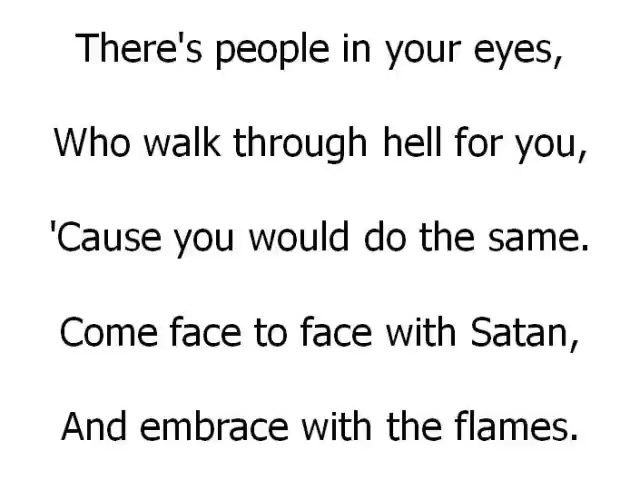 There's people in your eyes,
Who walk through hell for you,
'Cause you would do the same.
Come face to face with Satan,
And embrace with the flames.